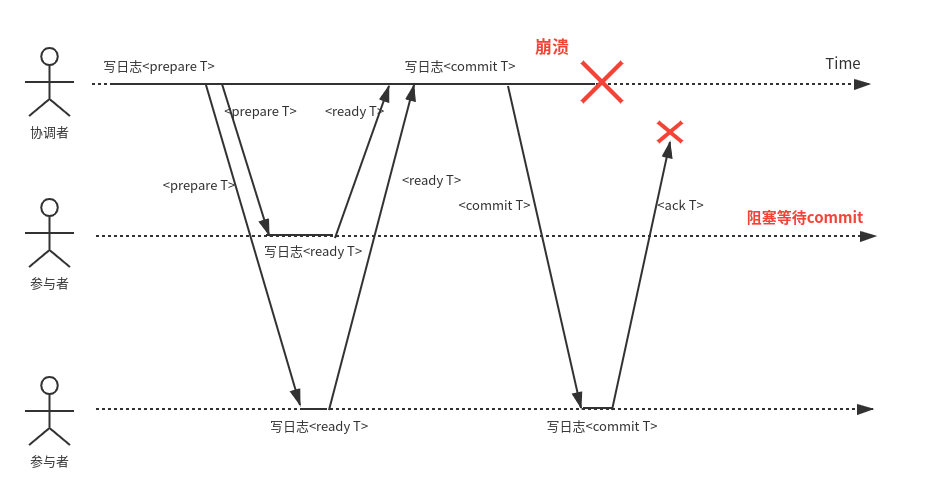 崩溃
写日志<prepare T>
写日志<commit T>
Time
<prepare T>
<ready T>
协调者
<prepare T>
<ready T>
<commit T>
<ack T>
阻塞等待commit
写日志<ready T>
参与者
写日志<ready T>
写日志<commit T>
参与者